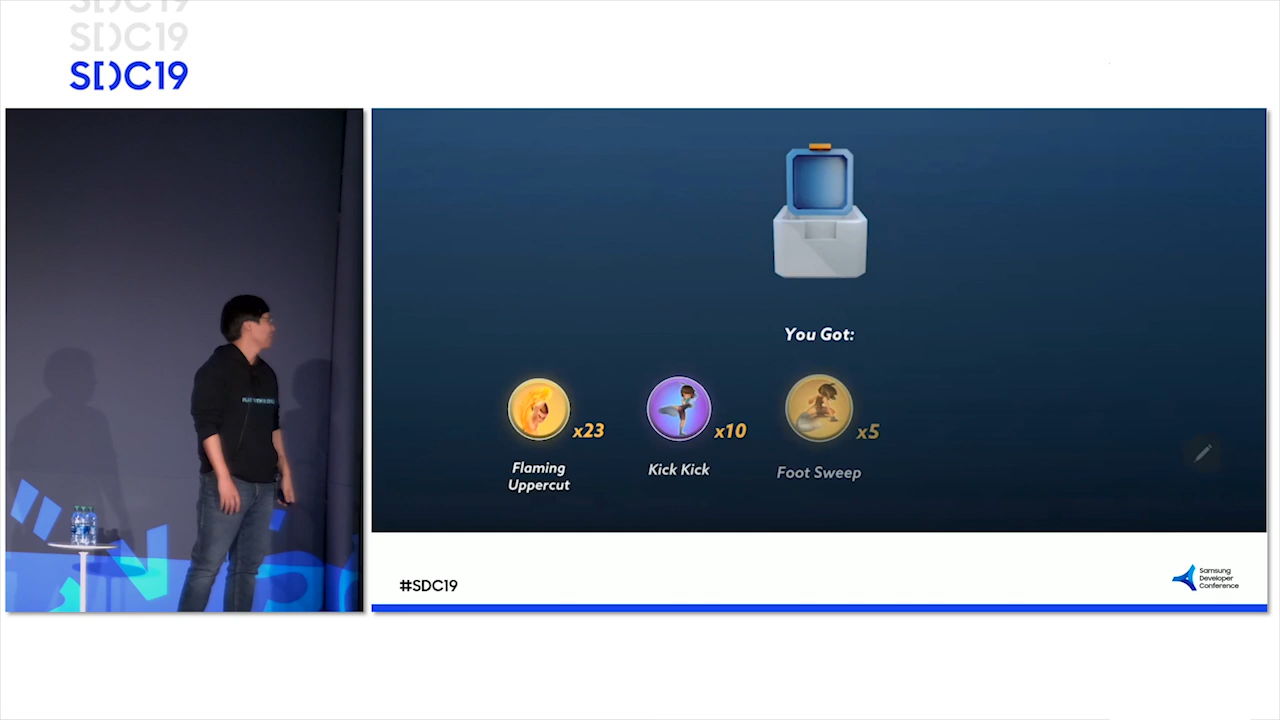 SDC19
SDC19
SDC19
You Got:
x23
x10
x5
Flaming
Uppercut
Kick Kick
Foot Sweep
#SDC19
Samsung
Developer
Conference